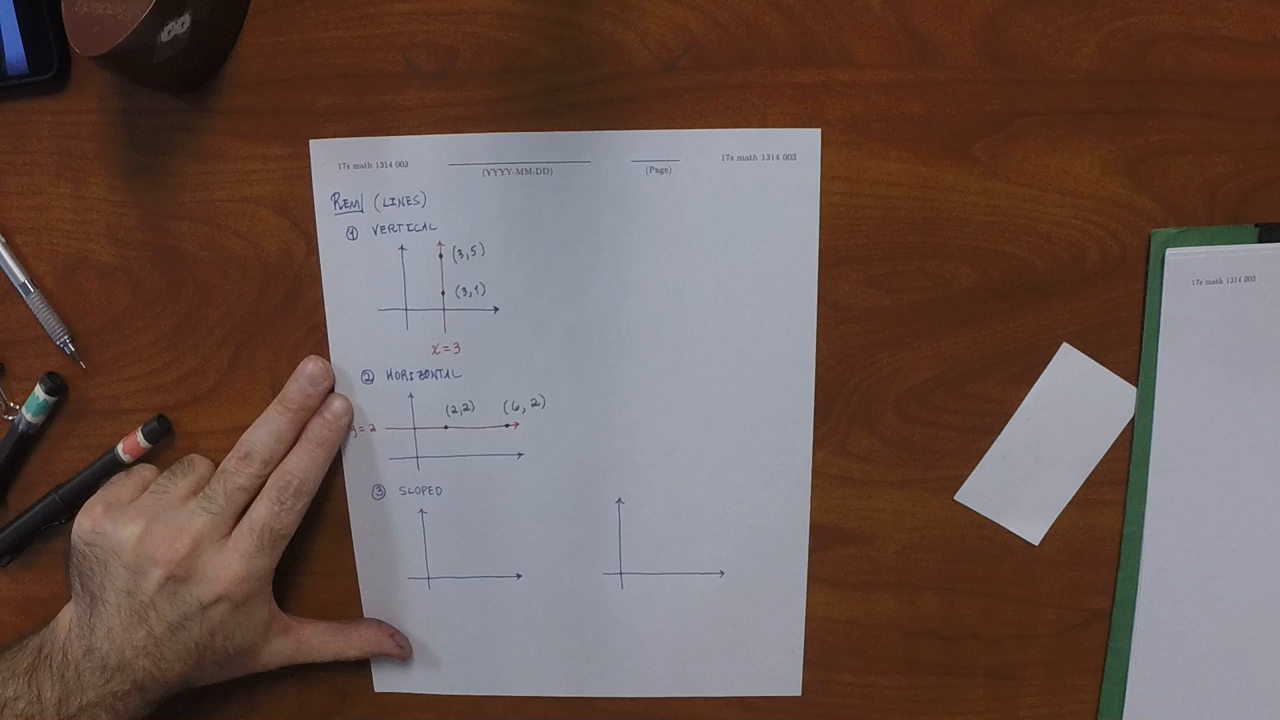 17s math 1314 003 (YYYY-MM-DD) (Page) 17s math 1314 003
REM (LINES)
① VERTICAL
(3,5)
(3,1)
x=3
② HORIZONTAL
(2,2) (6,2)
y=2
③ SLOPED
17s math 1314 003